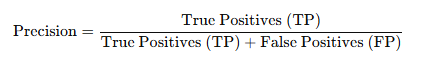 Precision = True Positives (TP) / True Positives (TP) + False Positives (FP)